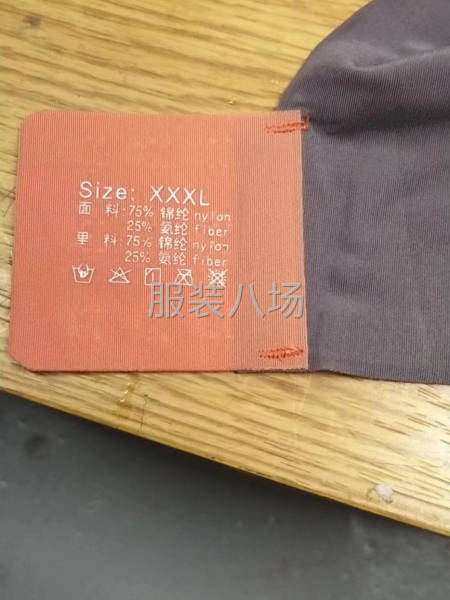 Size: XXXL
面 料:75% 锦纶 nylon
25% 氨纶 fiber
里 料:75% 锦纶 nylon
25% 氨纶 fiber
服装八场